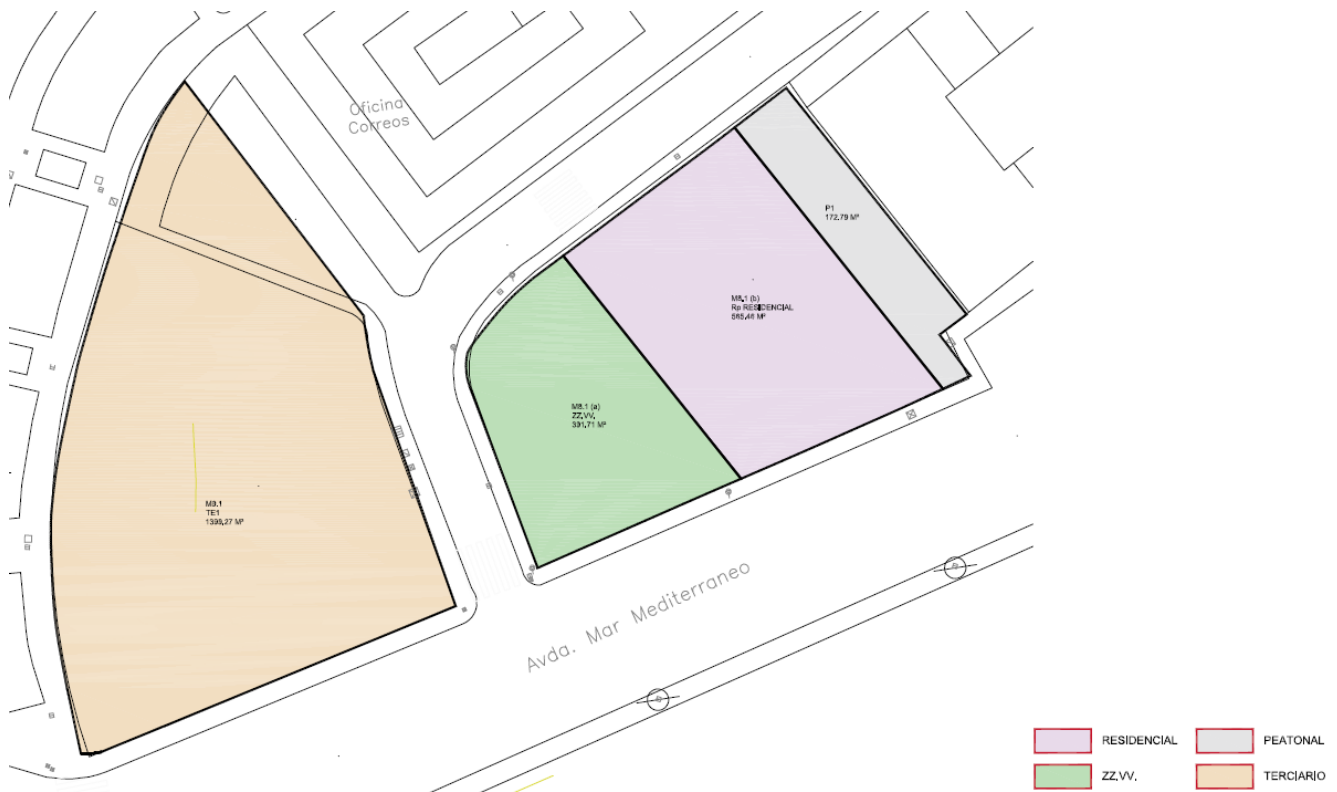 Oficina
Correos
P1
172,79 M²
M8,1 (b)
Rp RESIDENCIAL
565,46 M²
M8,1 (a)
ZZ,VV,
391,71 M²
M9,1
TE1
1399,27 M²
Avda. Mar Mediterraneo
RESIDENCIAL
PEATONAL
ZZ,VV,
TERCIARIO